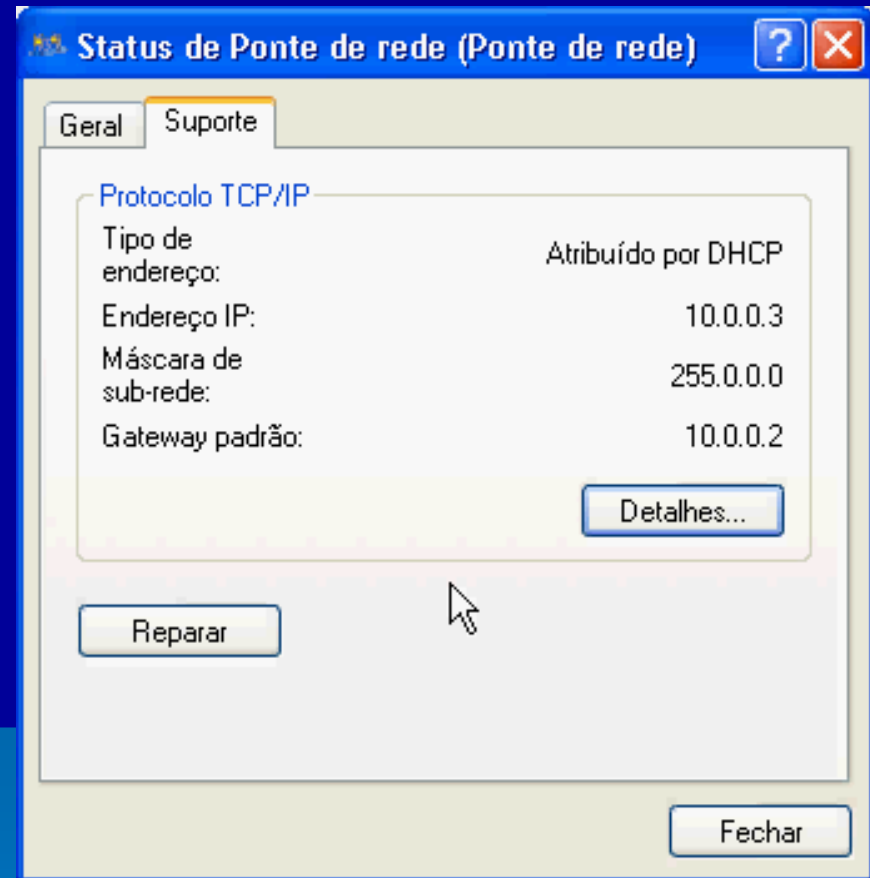 Status de Ponte de rede (Ponte de rede)
?
Geral
Suporte
Protocolo TCP/IP
Tipo de
endereço:
Atribuído por DHCP
Endereço IP:
10.0.0.3
Máscara de
sub-rede:
255.0.0.0
Gateway padrão:
10.0.0.2
Detalhes...
Reparar
Fechar